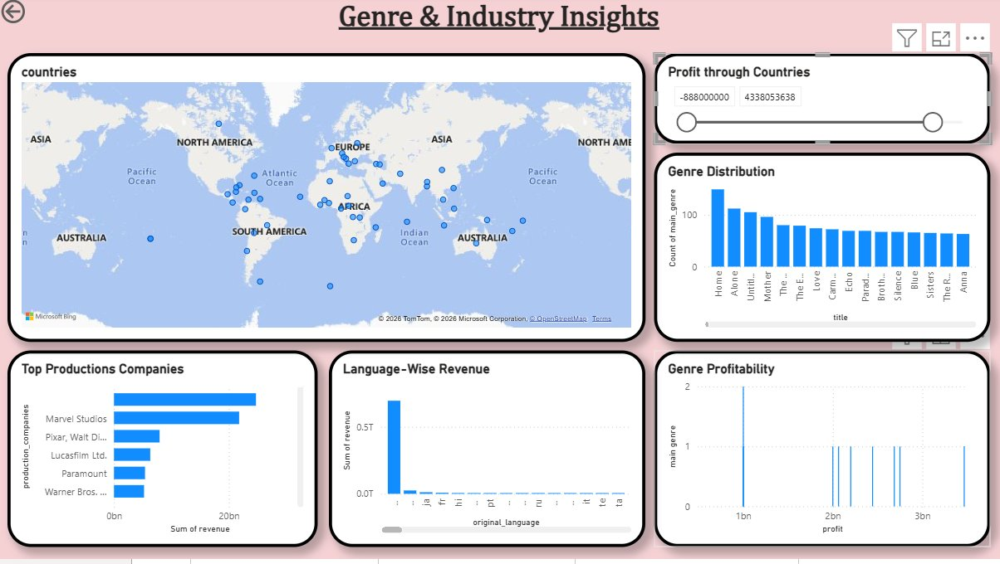 Genre & Industry Insights
countries
ASIA
NORTH AMERICA
EUROPE
ASIA
NORTH AME
Pacific
Ocean
Atlantic
Ocean
Pacific
Ocean
AFRICA
SOUTH AMERICA
AUSTRALIA
Indian
Ocean
AUSTRALIA
Microsoft Bing
© 2026 TomTom, © 2026 Microsoft Corporation, © OpenStreetMap Terms
Profit through Countries
-888000000 4338053638
Genre Distribution
Count of main_genre
100
0
Home
Alone
Untitl...
Mother
The ...
The E...
Love
Carm...
Echo
Parad...
Broth...
Silence
Blue
Sisters
The R...
Anna
title
Top Productions Companies
production_companies
Marvel Studios
Pixar, Walt Di...
Lucasfilm Ltd.
Paramount
Warner Bros. ...
0bn 20bn
Sum of revenue
Language-Wise Revenue
Sum of revenue
0.5T
0.0T
...
...
ja
fr
hi
...
pt
...
...
ru
...
...
it
te
ta
original_language
Genre Profitability
main genre
2
1
0
1bn 2bn 3bn
profit